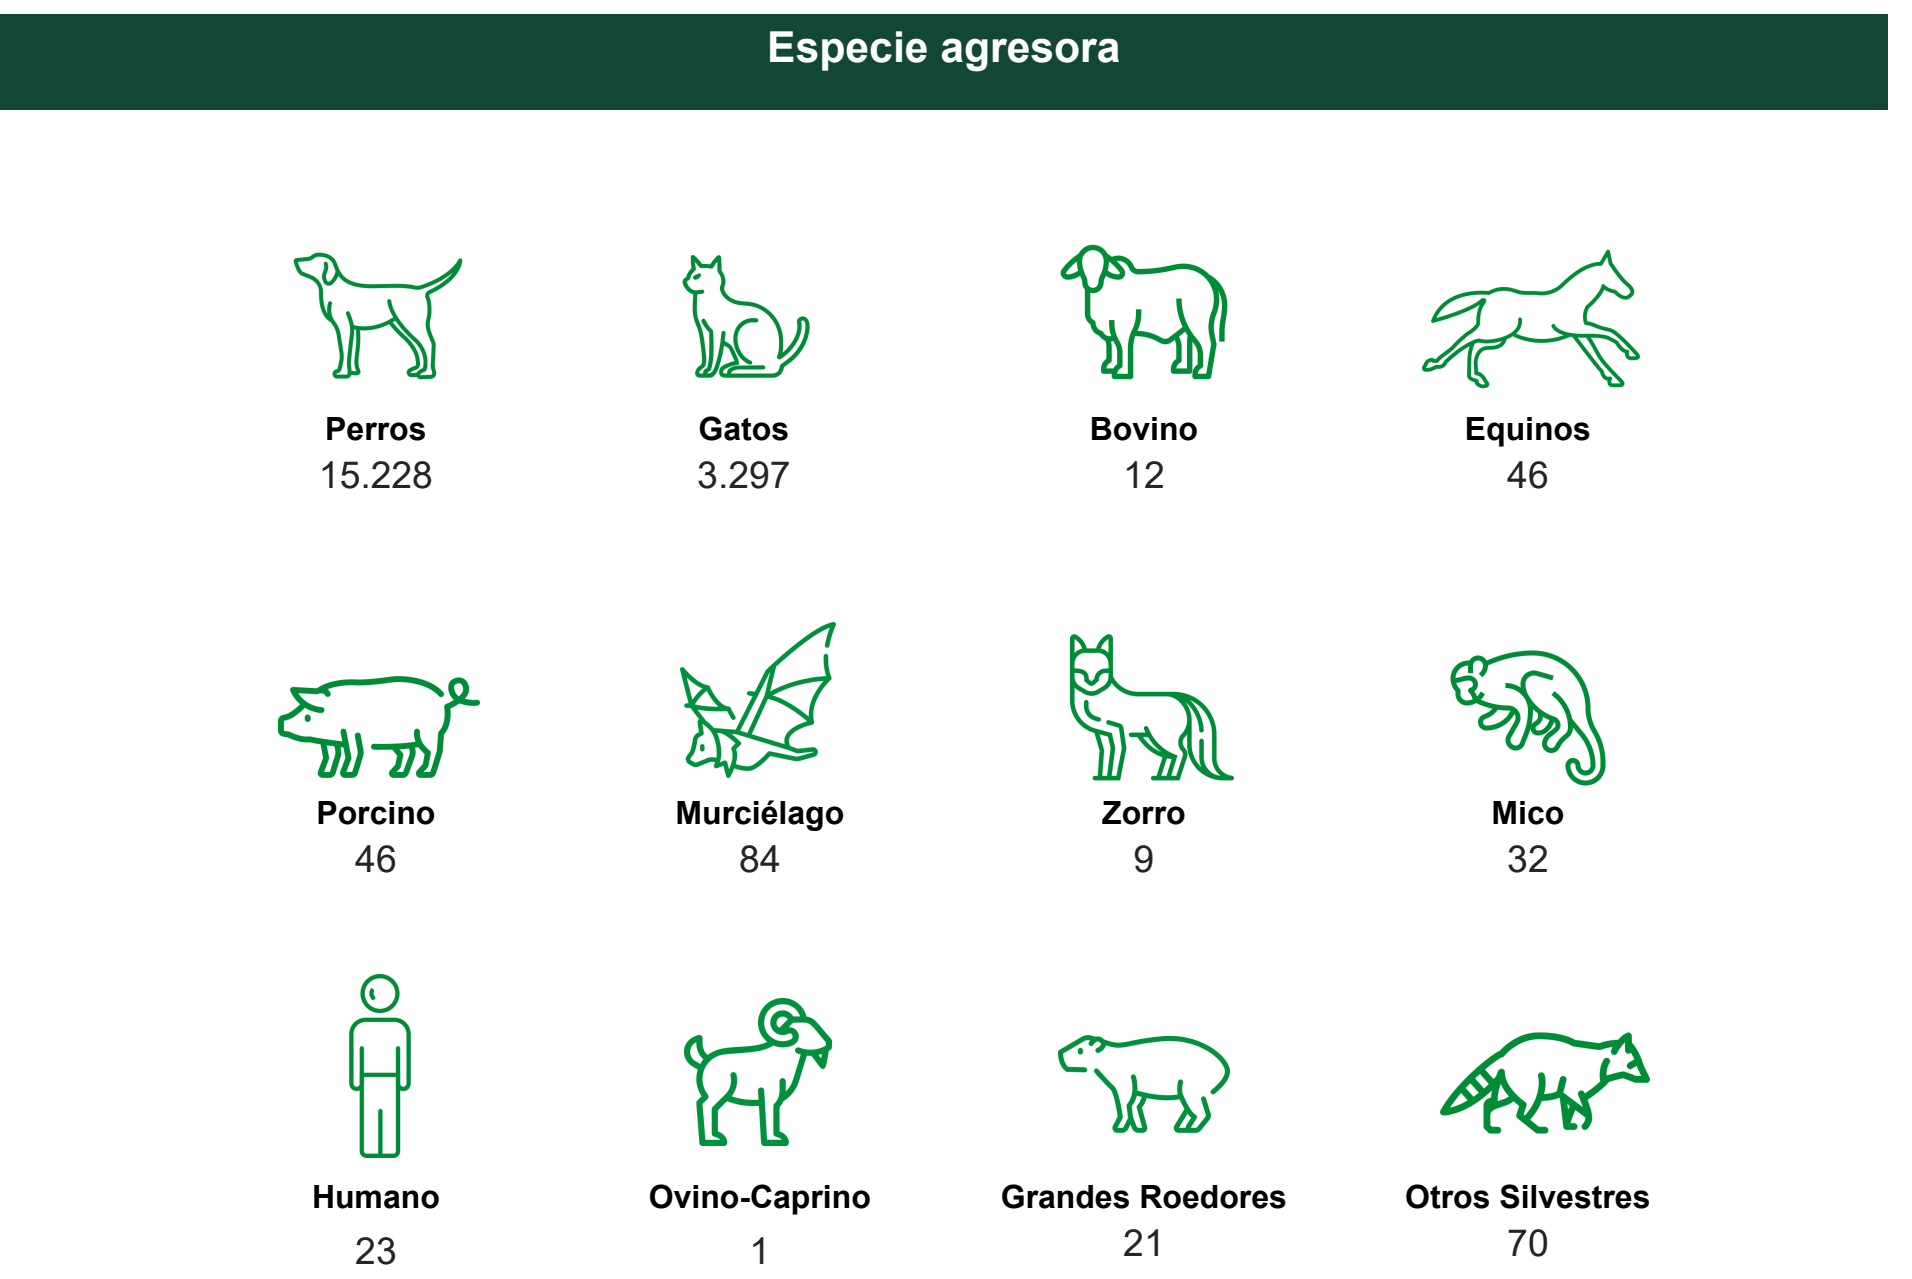 Especie agresora
Perros
15.228
Gatos
3.297
Bovino
12
Equinos
46
Porcino
46
Murciélago
84
Zorro
9
Mico
32
Humano
23
Ovino-Caprino
1
Grandes Roedores
21
Otros Silvestres
70